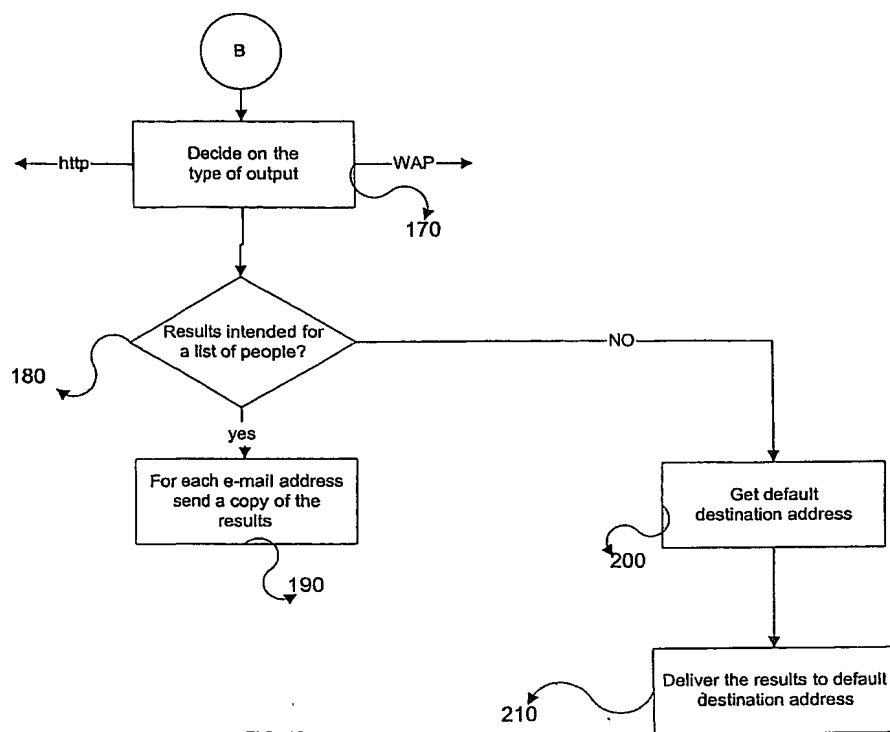 B
Decide on the
type of output
http
WAP
170
Results intended for
a list of people?
180
NO
yes
For each e-mail address
send a copy of the
results
190
Get default
destination address
200
Deliver the results to default
destination address
210